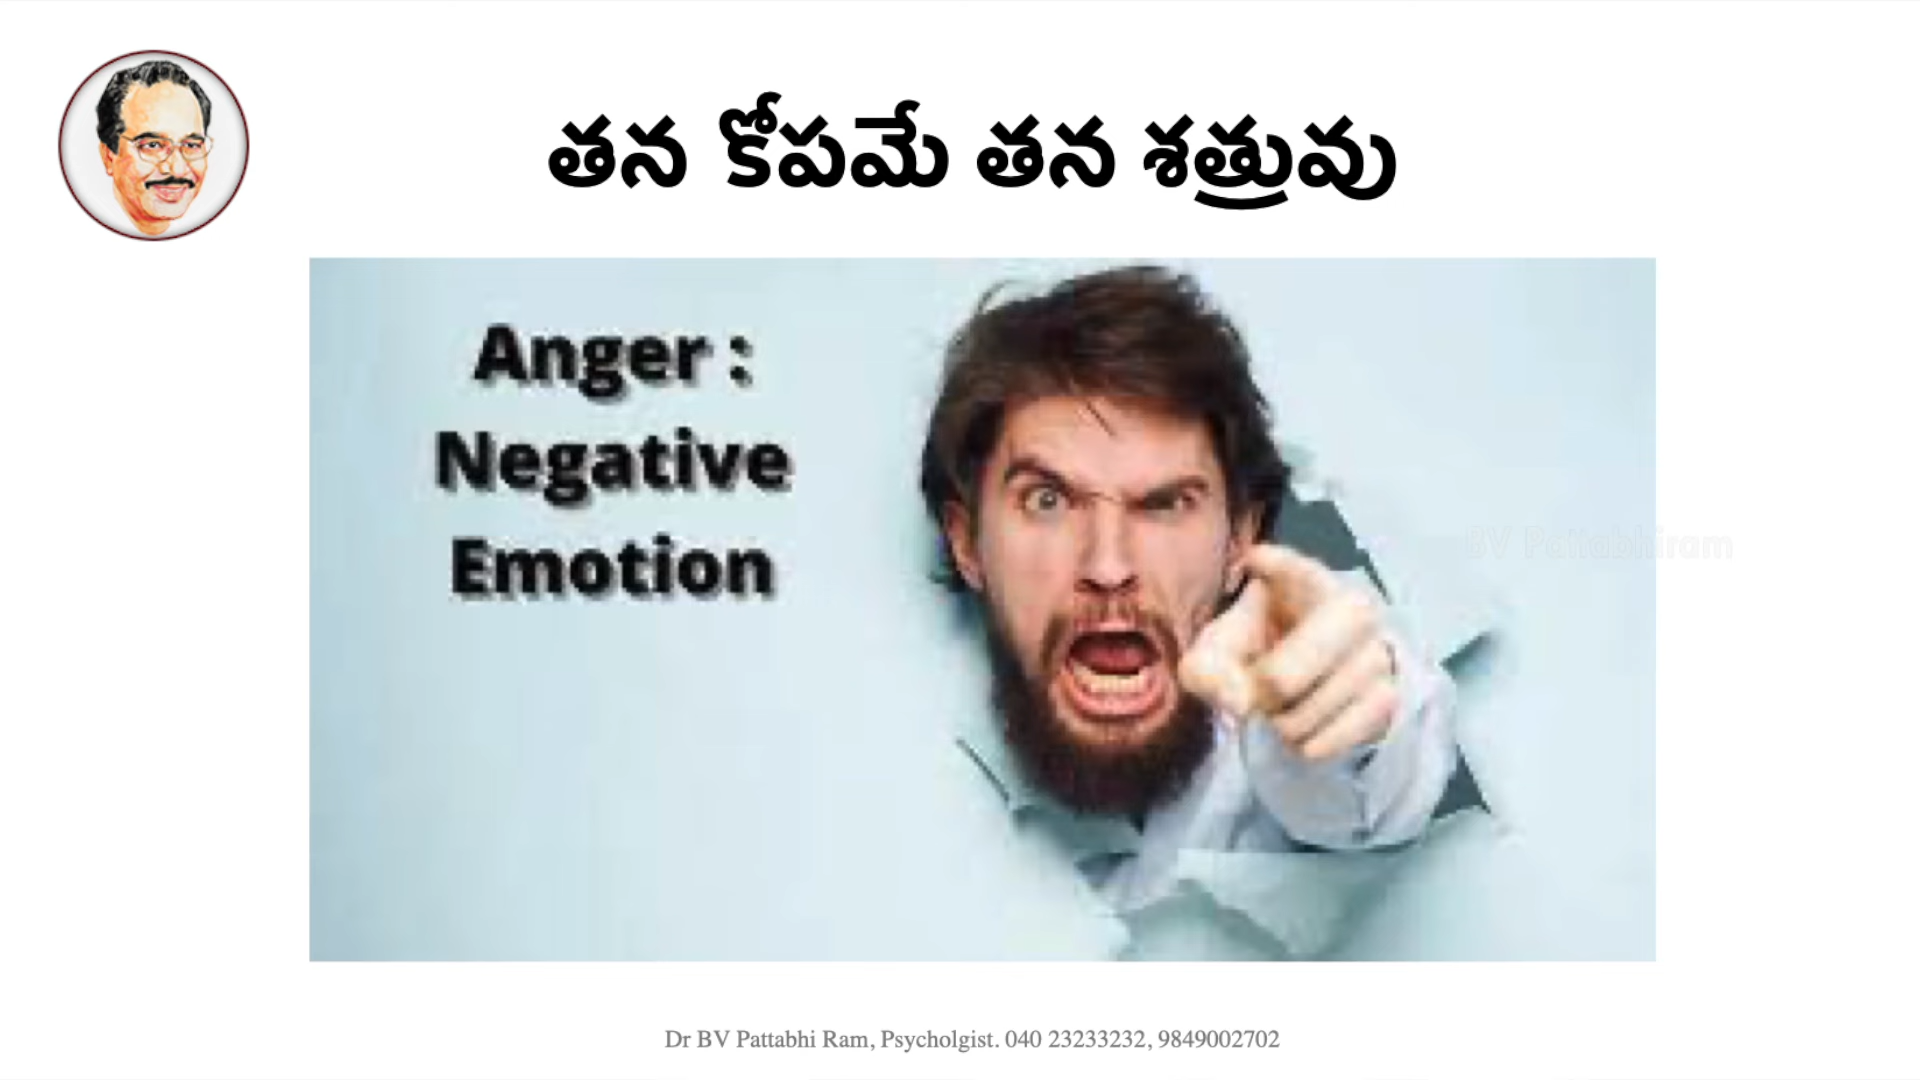 తన కోపమే తన శత్రువు
Anger :
Negative
Emotion
BV Pattabhiram
Dr BV Pattabhi Ram, Psycholgist. 040 23233232, 9849002702